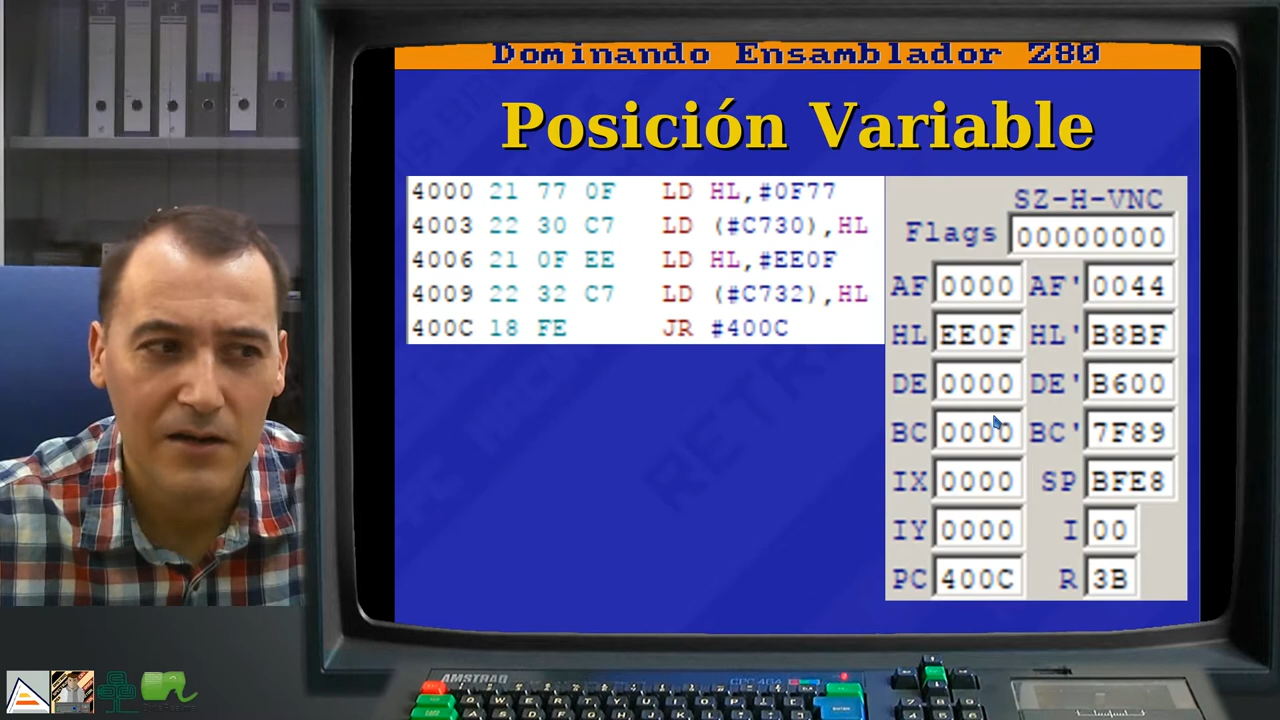 Dominando Ensamblador Z80
Posición Variable
4000 21 77 0F LD HL,#0F77
4003 22 30 C7 LD (#C730),HL
4006 21 0F EE LD HL,#EE0F
4009 22 32 C7 LD (#C732),HL
400C 18 FE JR #400C
SZ-H-VNC
Flags 00000000
AF 0000 AF' 0044
HL EE0F HL' B8BF
DE 0000 DE' B600
BC 0000 BC' 7F89
IX 0000 SP BFE8
IY 0000 I 00
PC 400C R 3B
AMSTRAD